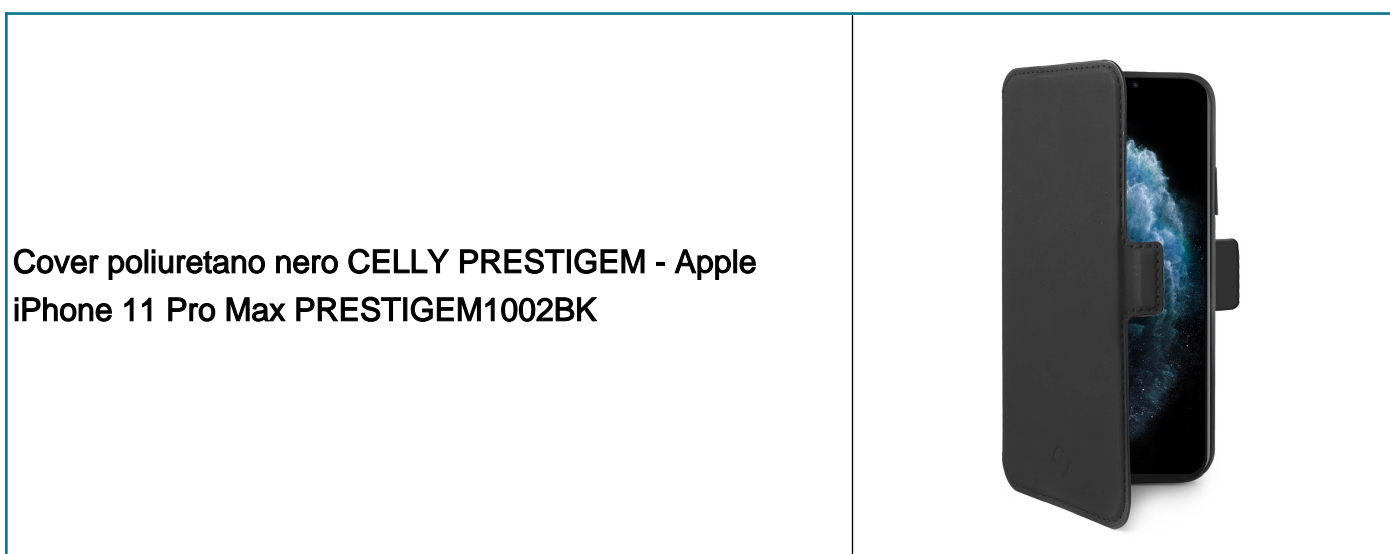 Cover poliuretano nero CELLY PRESTIGEM - Apple
iPhone 11 Pro Max PRESTIGEM1002BK